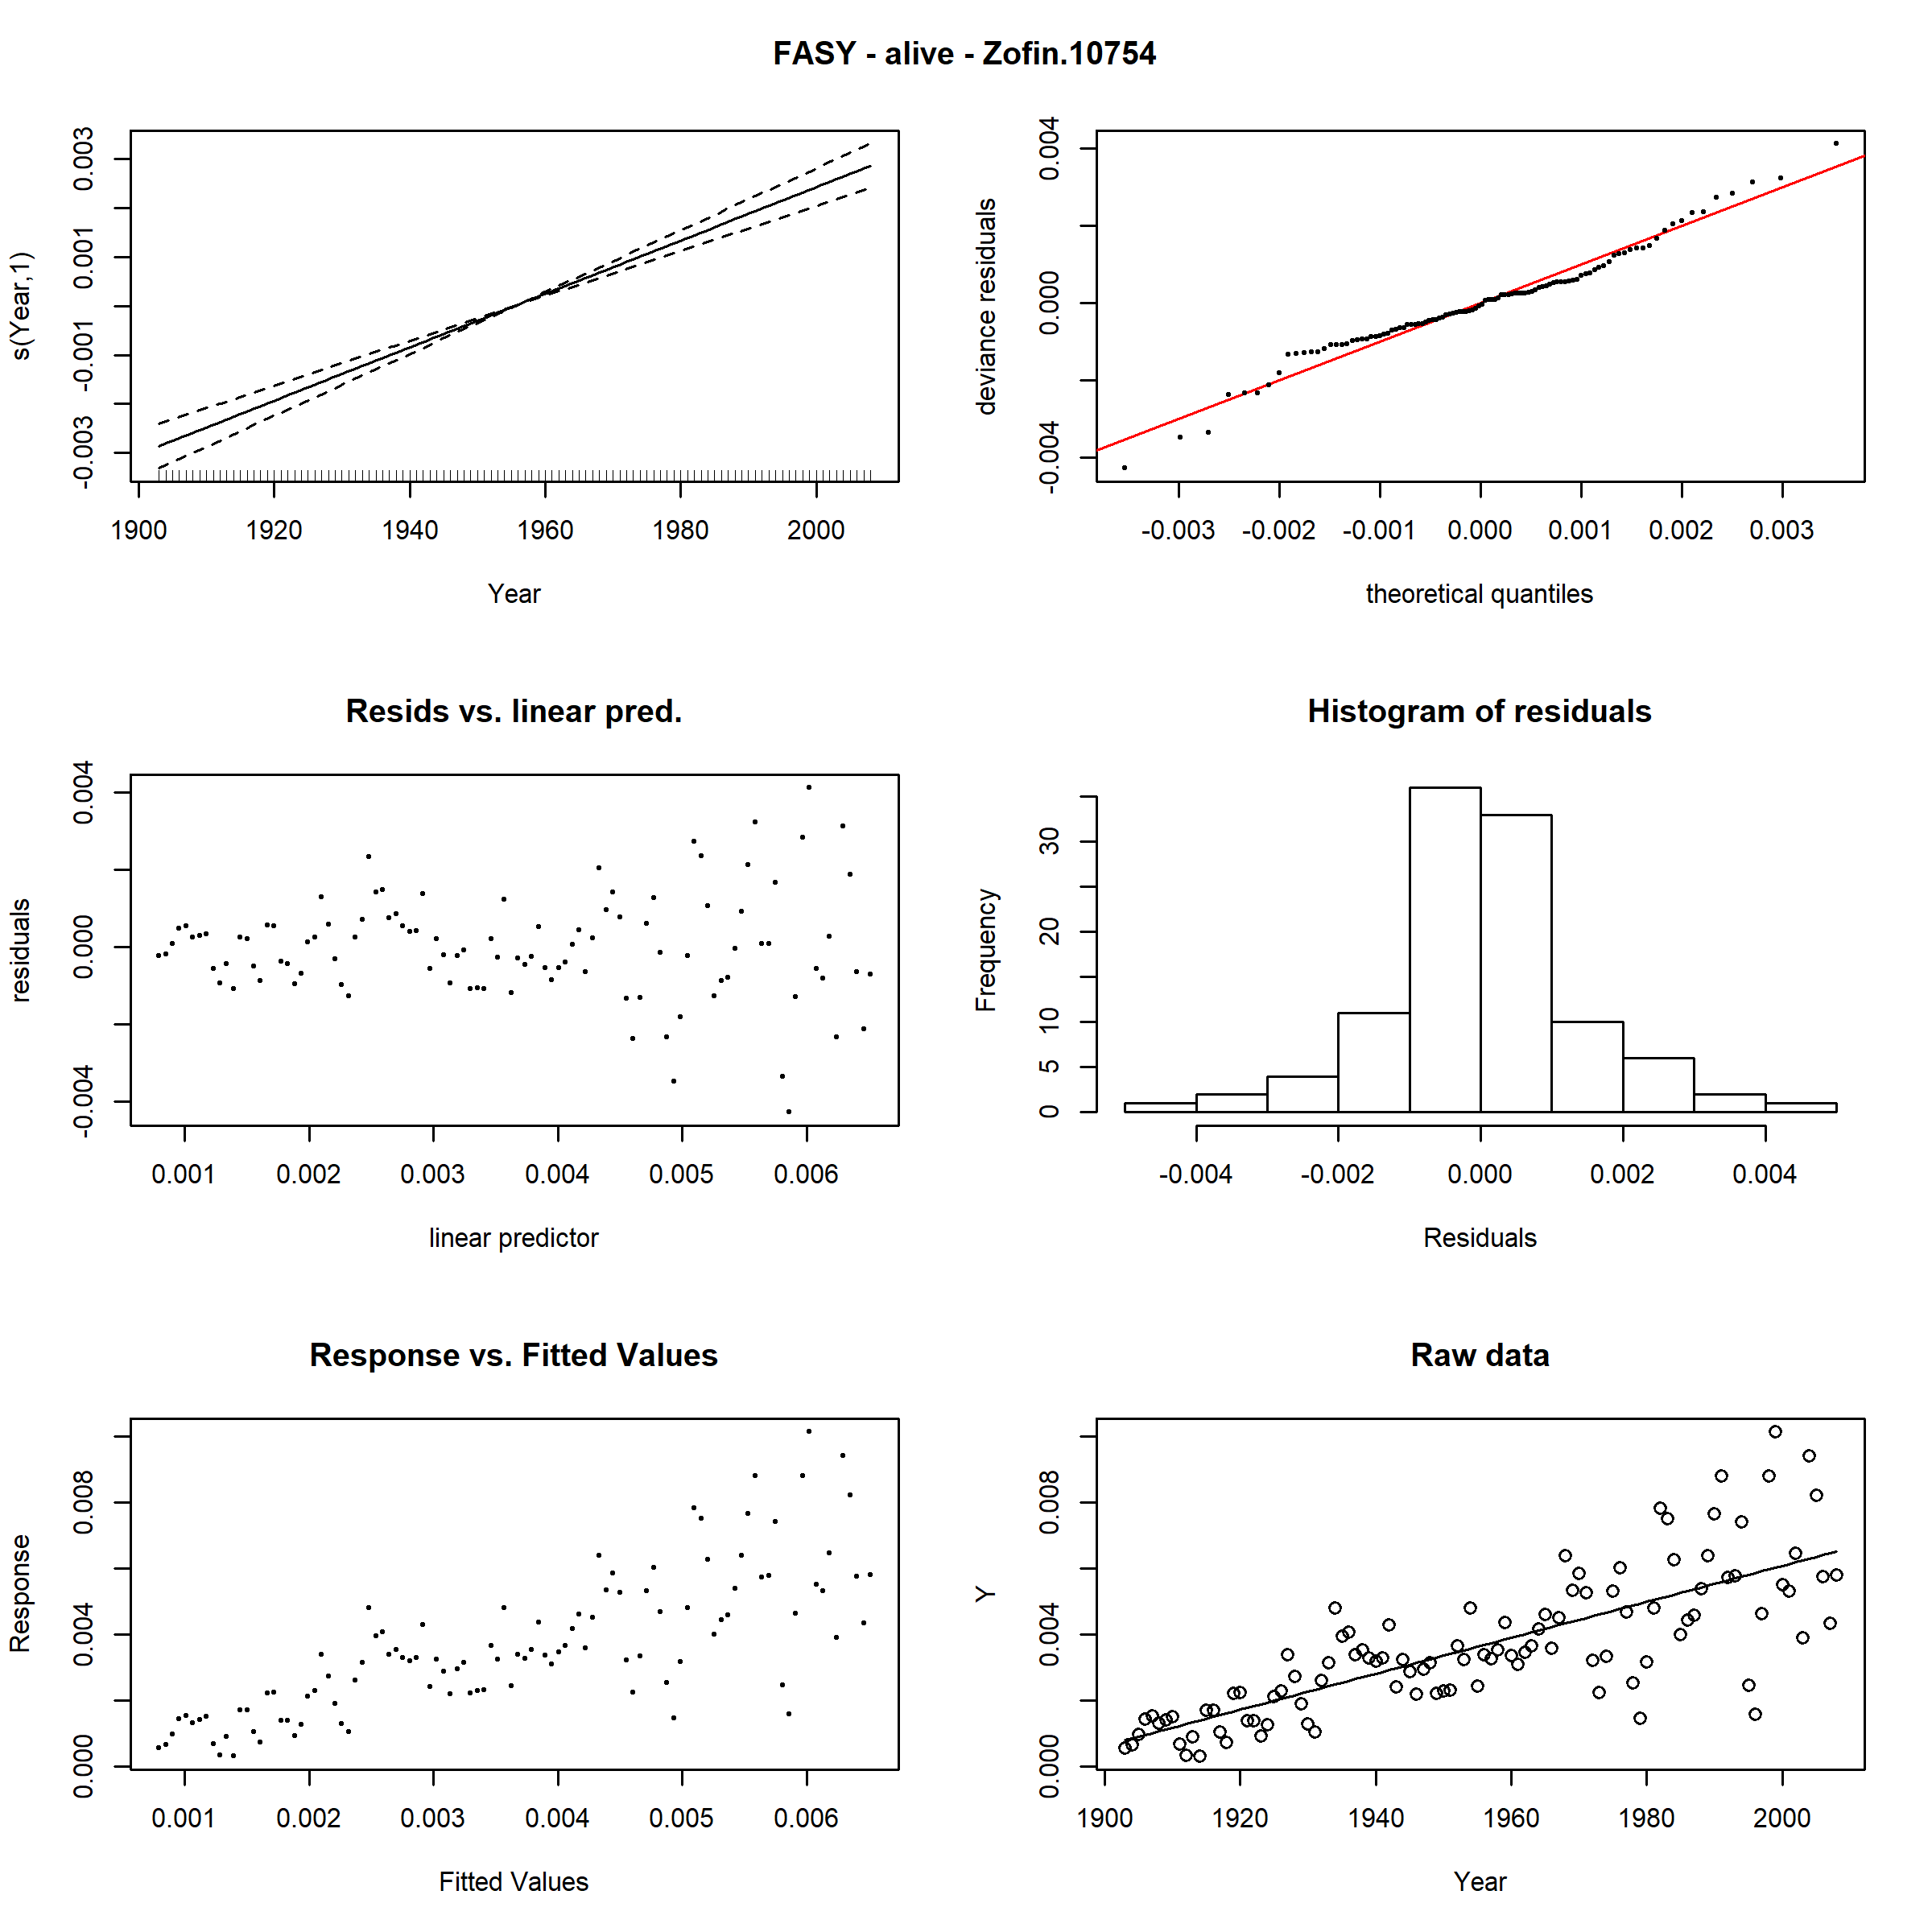 FASY - alive - Zofin.10754
s(Year,1)
-0.003 -0.001 0.001 0.003
1900 1920 1940 1960 1980 2000
Year
deviance residuals
-0.004 0.000 0.004
-0.003 -0.002 -0.001 0.000 0.001 0.002 0.003
theoretical quantiles
Resids vs. linear pred.
residuals
-0.004 0.000 0.004
0.001 0.002 0.003 0.004 0.005 0.006
linear predictor
Histogram of residuals
Frequency
0 5 10 20 30
-0.004 -0.002 0.000 0.002 0.004
Residuals
Response vs. Fitted Values
Response
0.000 0.004 0.008
0.001 0.002 0.003 0.004 0.005 0.006
Fitted Values
Raw data
Y
0.000 0.004 0.008
1900 1920 1940 1960 1980 2000
Year